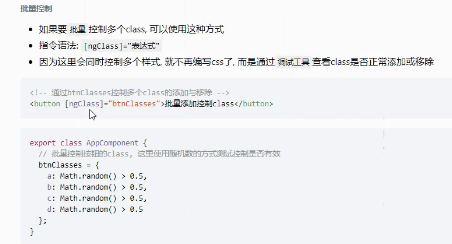 批量控制
如果要 批量 控制多个class, 可以使用这种方式
指令语法: [ngClass]="表达式"
因为这里会同时控制多个样式, 就不再编写css了, 而是通过 调试工具 查看class是否正常添加或移除
<!-- 通过btnClasses控制多个class的添加与移除 -->
<button [ngClass]="btnClasses">批量添加控制class</button>
export class AppComponent {
// 批量控制按钮的class, 这里使用随机数的方式测试控制是否有效
btnClasses = {
a: Math.random() > 0.5,
b: Math.random() > 0.5,
c: Math.random() > 0.5,
d: Math.random() > 0.5
};
}